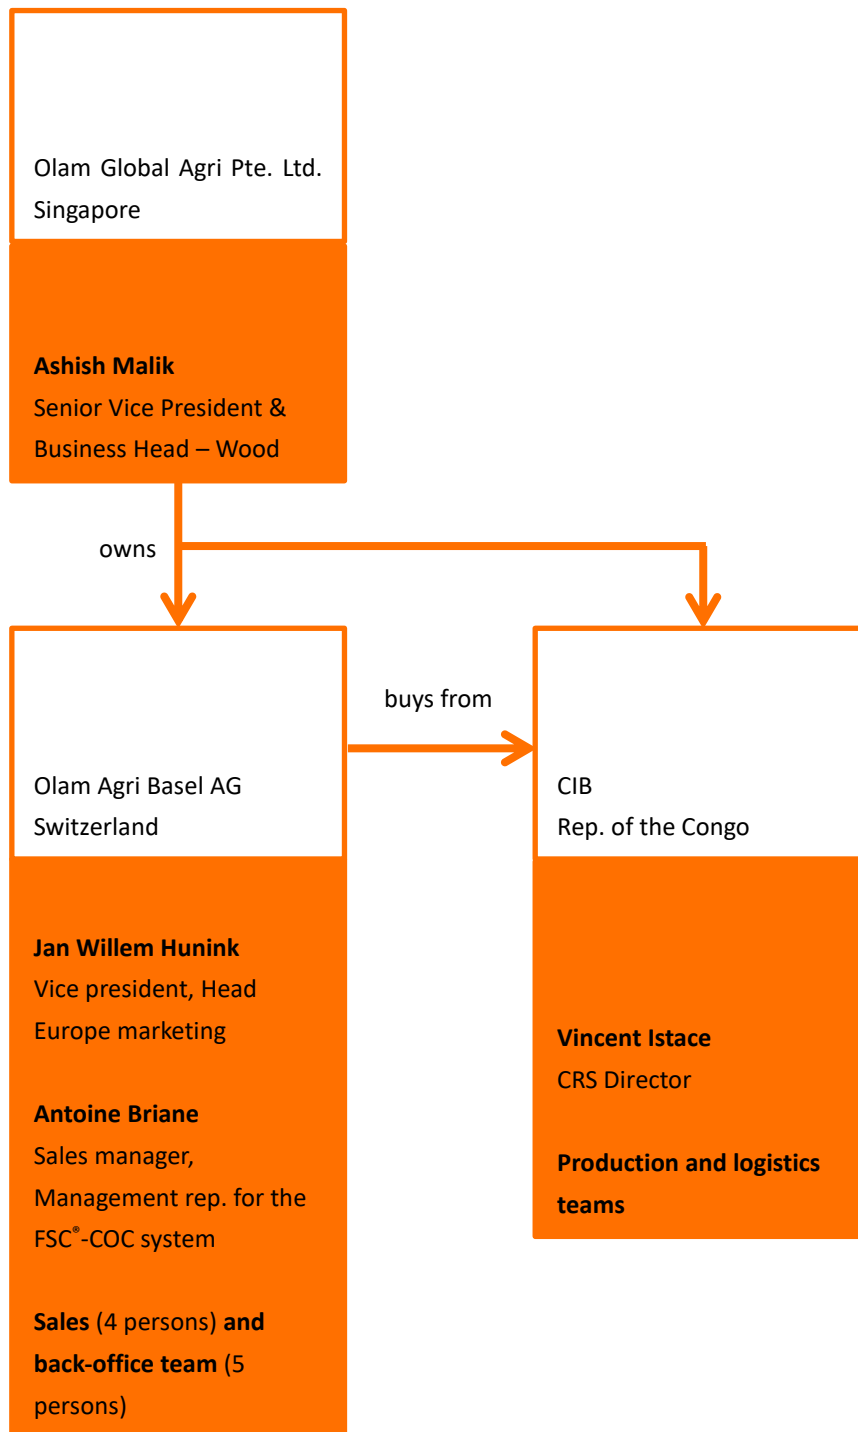 Olam Global Agri Pte. Ltd.
Singapore
Ashish Malik
Senior Vice President &
Business Head – Wood
owns
buys from
Olam Agri Basel AG
Switzerland
Jan Willem Hunink
Vice president, Head
Europe marketing
Antoine Briane
Sales manager,
Management rep. for the
FSC®-COC system
Sales (4 persons) and
back-office team (5
persons)
CIB
Rep. of the Congo
Vincent Istace
CRS Director
Production and logistics
teams